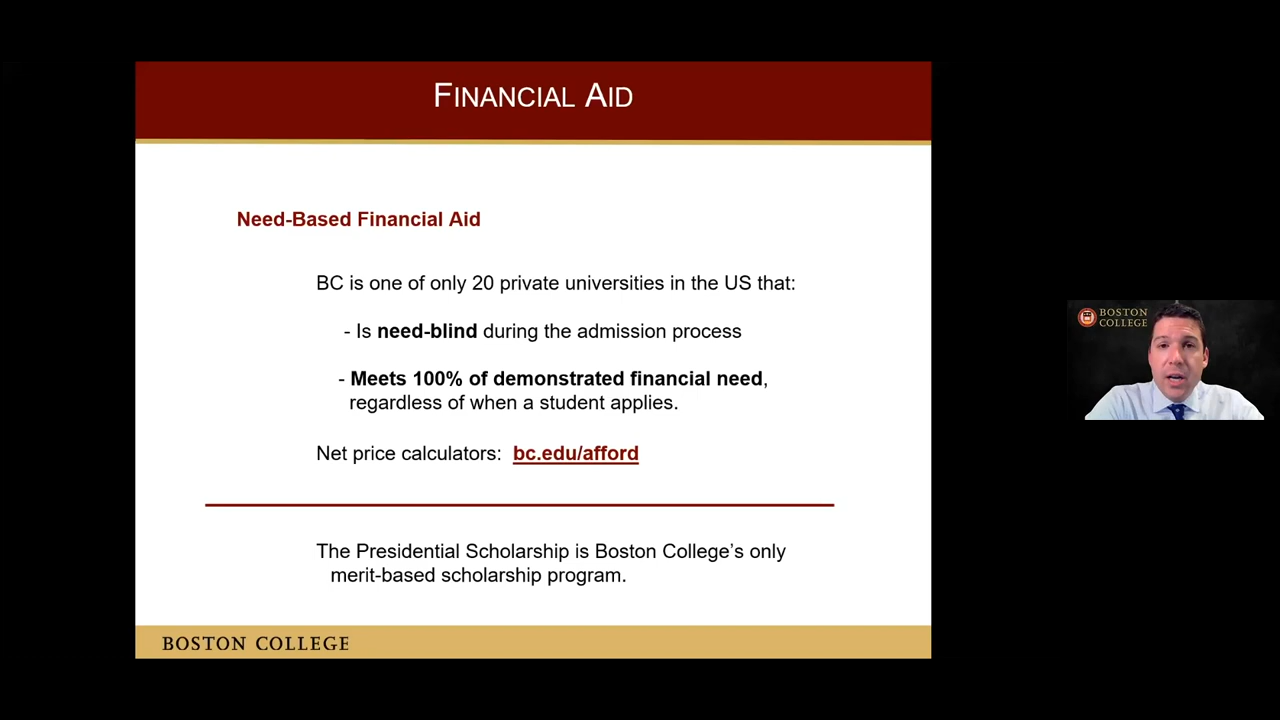 FINANCIAL AID
Need-Based Financial Aid
BC is one of only 20 private universities in the US that:
- Is need-blind during the admission process
- Meets 100% of demonstrated financial need,
regardless of when a student applies.
Net price calculators: bc.edu/afford
The Presidential Scholarship is Boston College’s only
merit-based scholarship program.
BOSTON COLLEGE
BOSTON
COLLEGE